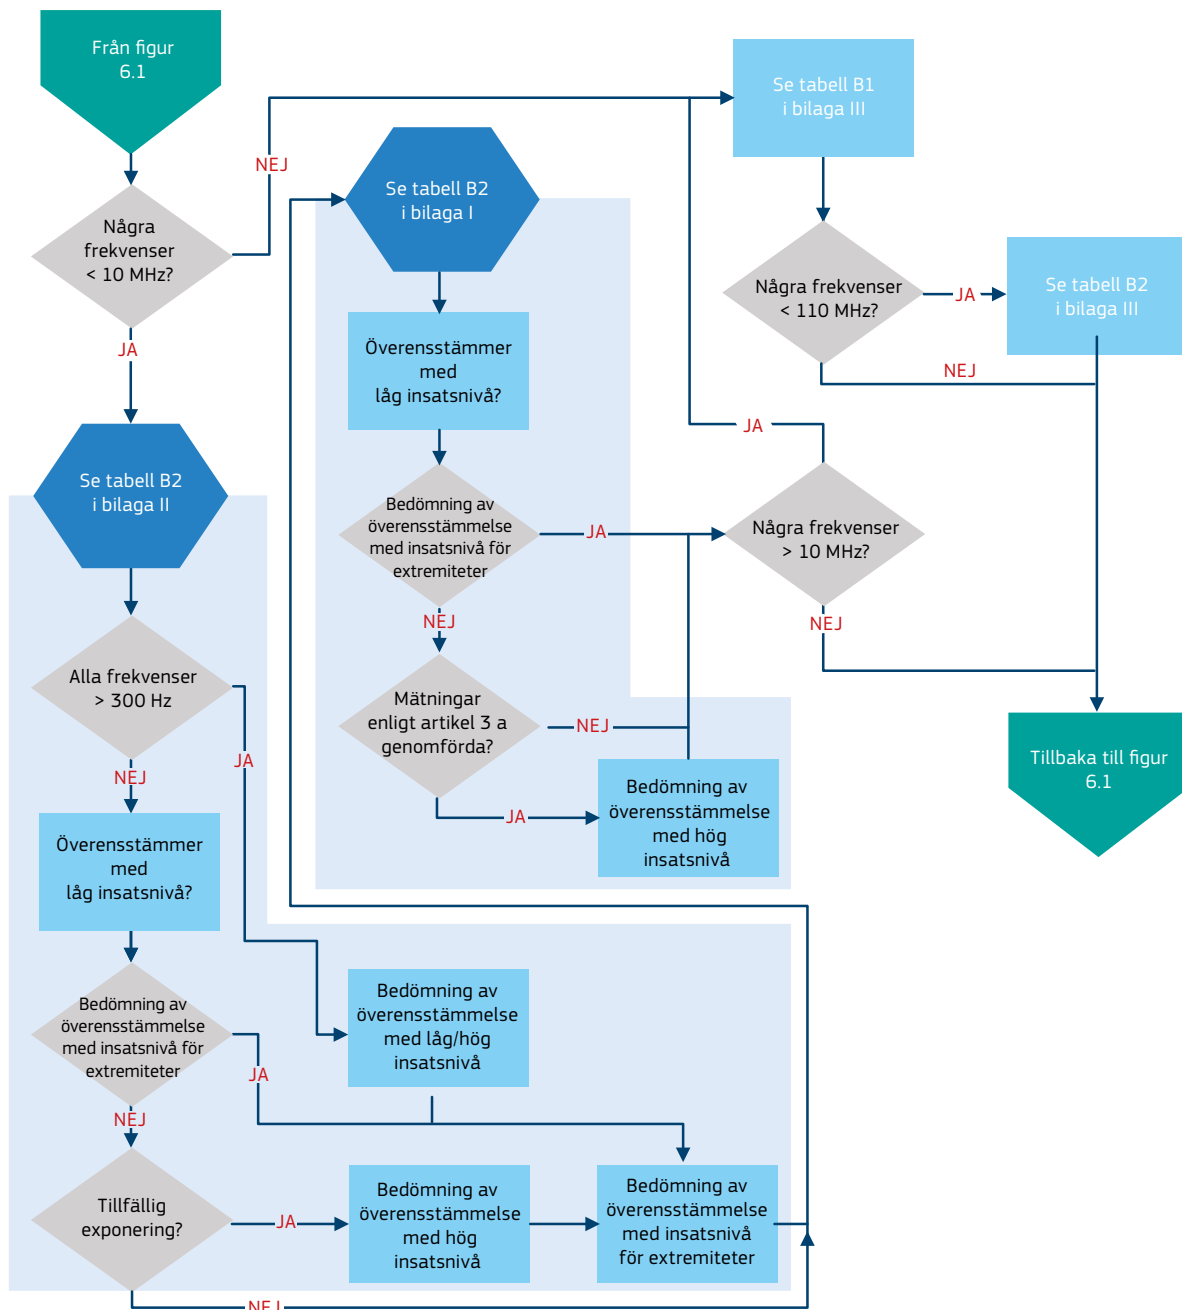 Från figur
6.1
Några
frekvenser
< 10 MHz?
NEJ
JA
Se tabell B2
i bilaga II
Alla frekvenser
> 300 Hz
JA
NEJ
Överensstämmer
med
låg insatsnivå?
Bedömning av
överensstämmelse
med insatsnivå för
extremiteter
JA
NEJ
Tillfällig
exponering?
JA
NEJ
Bedömning av
överensstämmelse
med låg/hög
insatsnivå
Bedömning av
överensstämmelse
med hög
insatsnivå
Bedömning av
överensstämmelse
med insatsnivå
för extremiteter
Se tabell B2
i bilaga I
Överensstämmer
med
låg insatsnivå?
Bedömning av
överensstämmelse
med insatsnivå för
extremiteter
JA
NEJ
Mätningar
enligt artikel 3 a
genomförda?
NEJ
JA
Bedömning av
överensstämmelse
med hög
insatsnivå
Några frekvenser
> 10 MHz?
JA
NEJ
Se tabell B1
i bilaga III
Några frekvenser
< 110 MHz?
JA
NEJ
Se tabell B2
i bilaga III
Tillbaka till figur
6.1